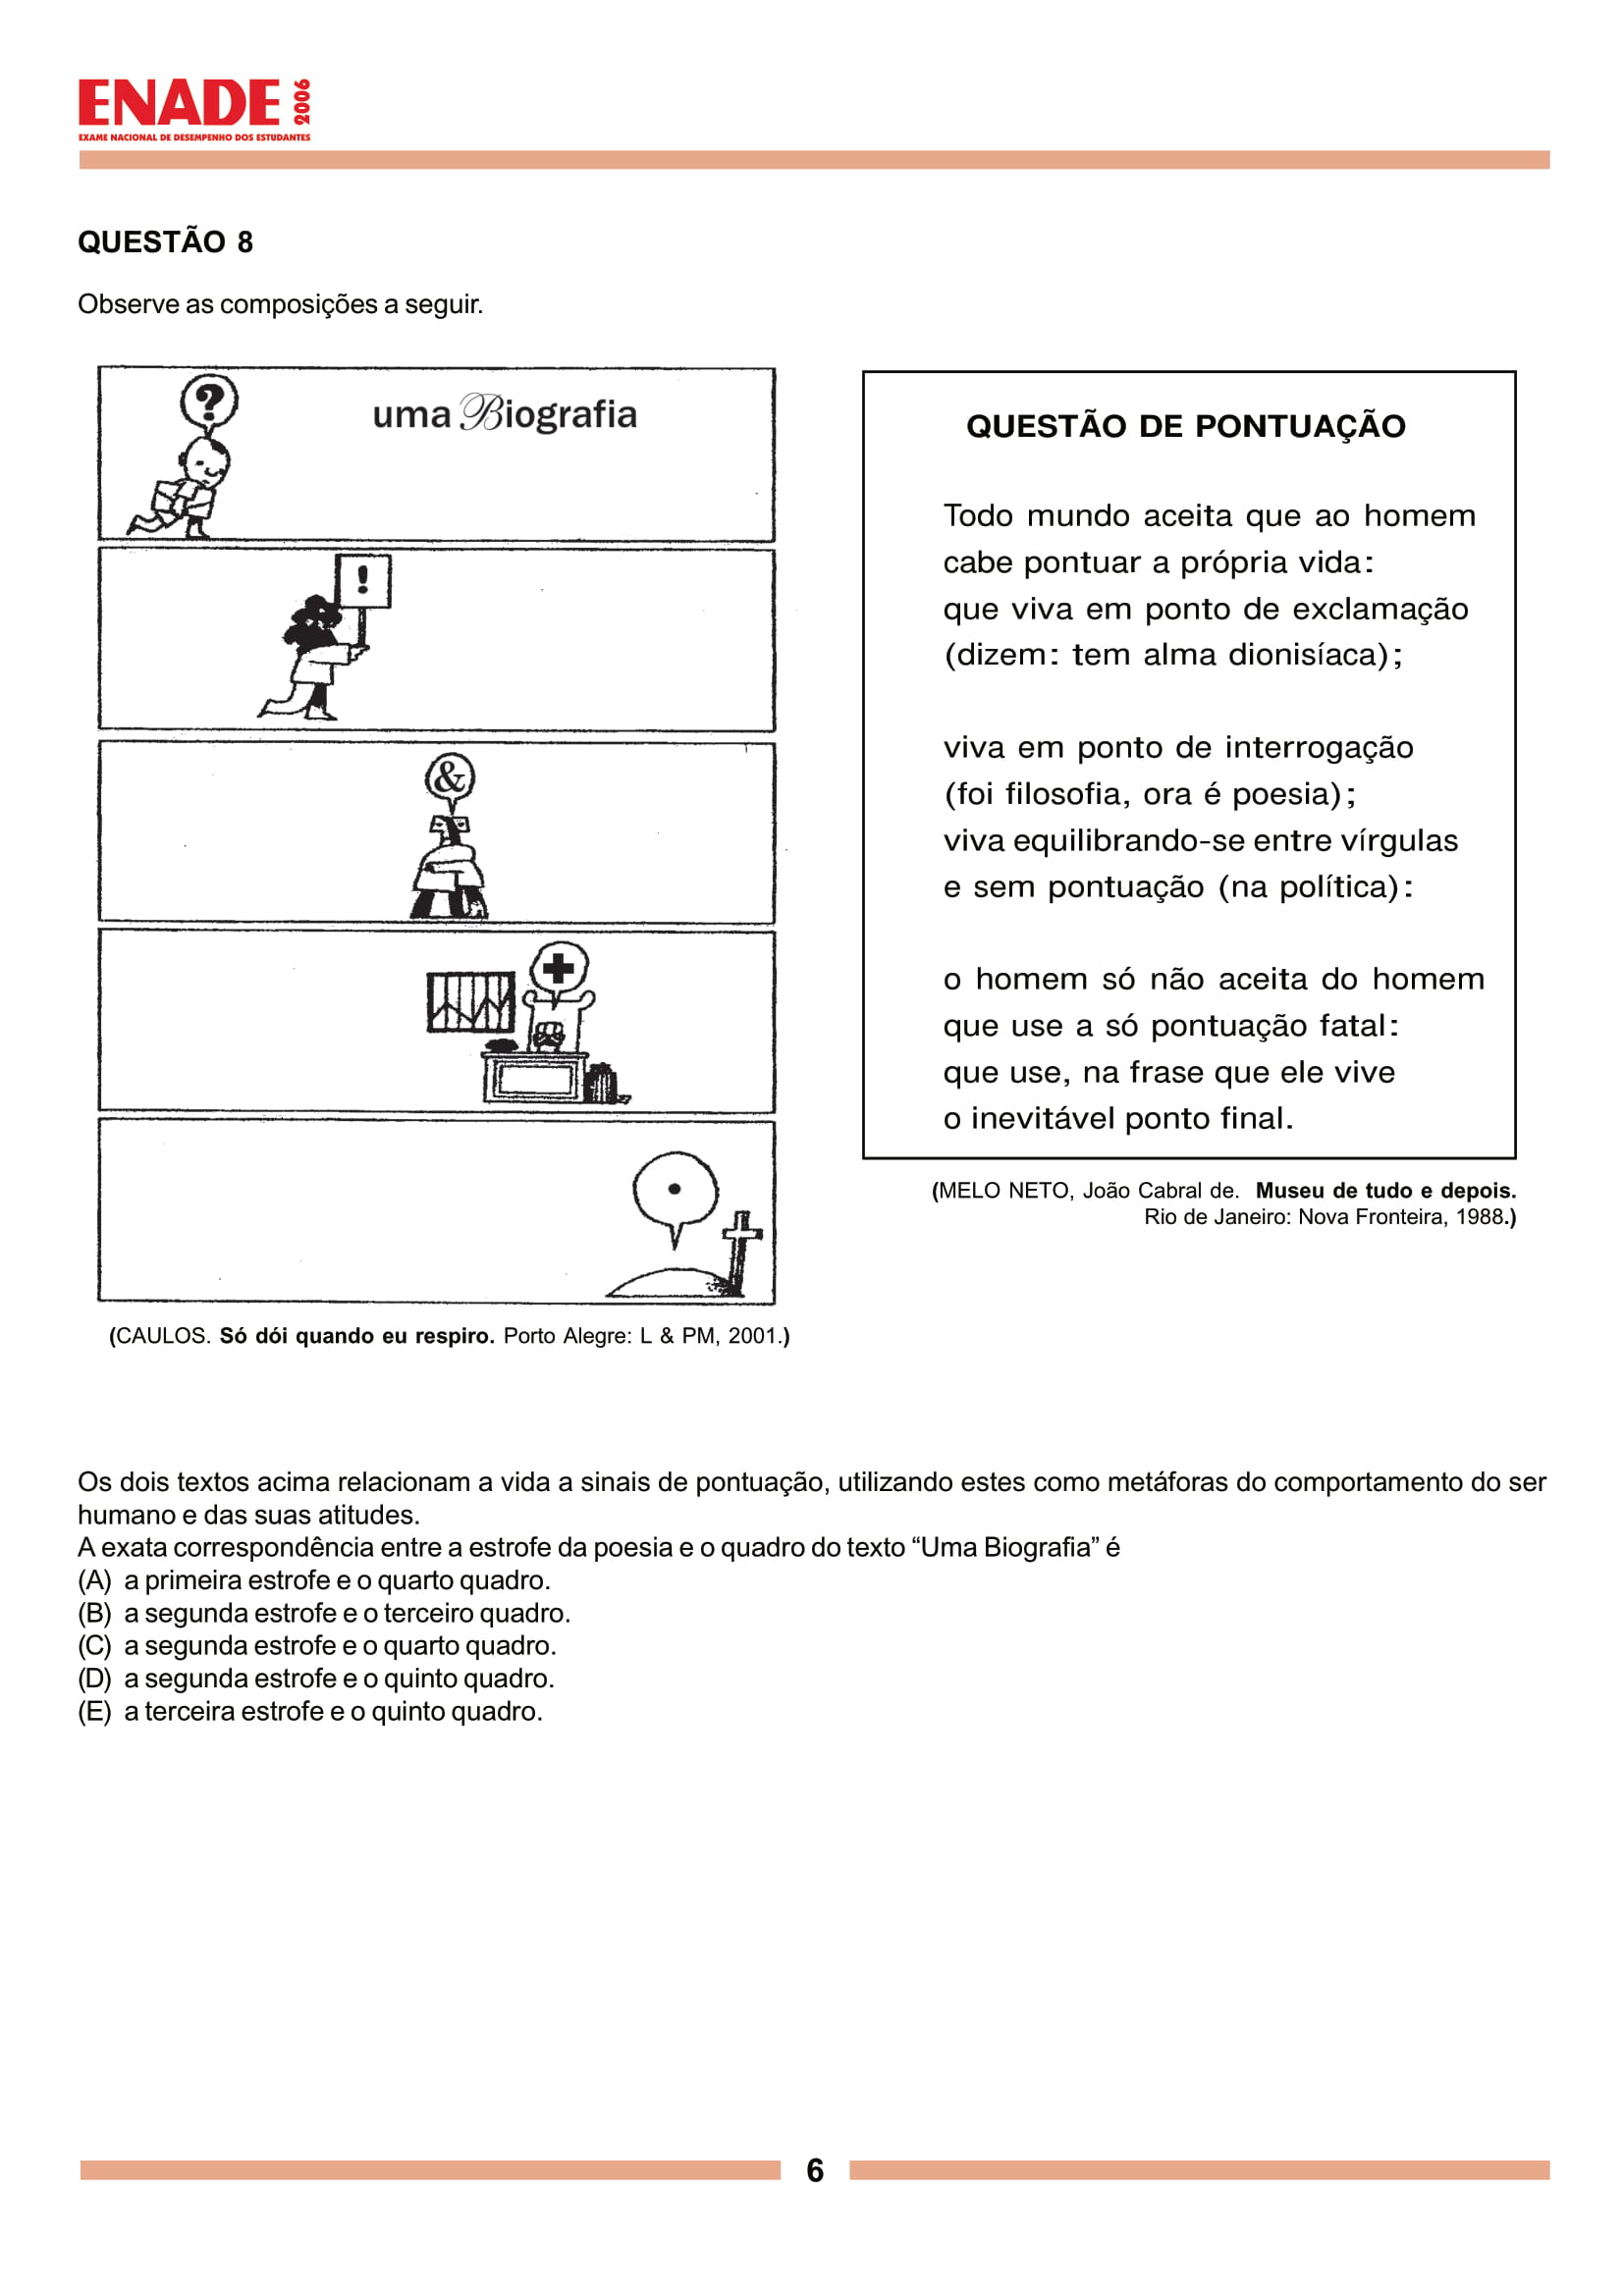 ENADE 2006
EXAME NACIONAL DE DESEMPENHO DOS ESTUDANTES
QUESTÃO 8
Observe as composições a seguir.
?
uma Biografia
!
&
+
.
(CAULOS. Só dói quando eu respiro. Porto Alegre: L & PM, 2001.)
QUESTÃO DE PONTUAÇÃO
Todo mundo aceita que ao homem
cabe pontuar a própria vida:
que viva em ponto de exclamação
(dizem: tem alma dionisíaca);
viva em ponto de interrogação
(foi filosofia, ora é poesia);
viva equilibrando-se entre vírgulas
e sem pontuação (na política):
o homem só não aceita do homem
que use a só pontuação fatal:
que use, na frase que ele vive
o inevitável ponto final.
(MELO NETO, João Cabral de. Museu de tudo e depois.
Rio de Janeiro: Nova Fronteira, 1988.)
Os dois textos acima relacionam a vida a sinais de pontuação, utilizando estes como metáforas do comportamento do ser
humano e das suas atitudes.
A exata correspondência entre a estrofe da poesia e o quadro do texto “Uma Biografia” é
(A) a primeira estrofe e o quarto quadro.
(B) a segunda estrofe e o terceiro quadro.
(C) a segunda estrofe e o quarto quadro.
(D) a segunda estrofe e o quinto quadro.
(E) a terceira estrofe e o quinto quadro.
6